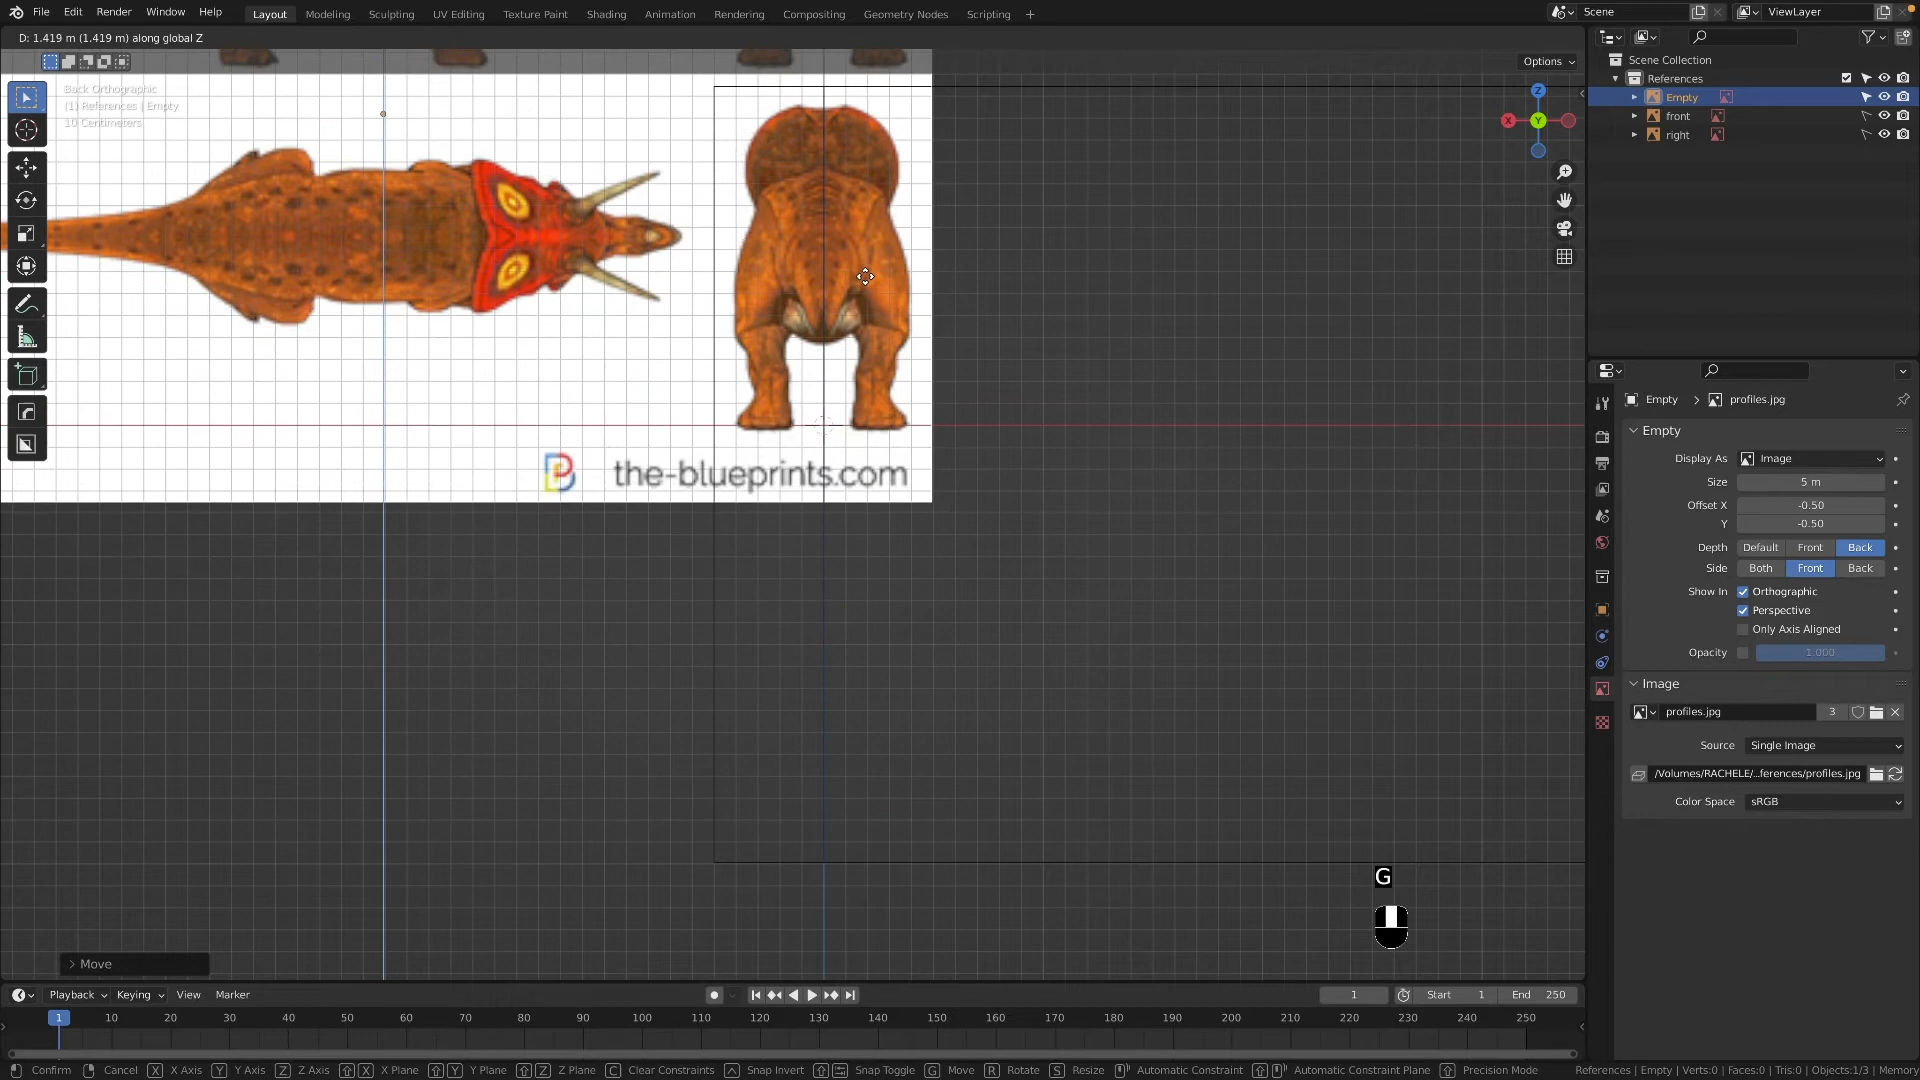 File Edit Render Window Help Layout Modeling Sculpting UV Editing Texture Paint Shading Animation Rendering Compositing Geometry Nodes Scripting + Scene ViewLayer
D: 1.419 m (1.419 m) along global Z
Options
Back Orthographic
(1) References | Empty
10 Centimeters
Z
X
Y
the-blueprints.com
G
Move
Scene Collection
References
Empty
front
right
Empty > profiles.jpg
Empty
Display As Image
Size 5 m
Offset X -0.50
Y -0.50
Depth Default Front Back
Side Both Front Back
Show In Orthographic
Perspective
Only Axis Aligned
Opacity 1.000
Image
profiles.jpg 3
Source Single Image
/Volumes/RACHELE/...ferences/profiles.jpg
Color Space sRGB
Playback Keying View Marker 1 Start 1 End 250
1 10 20 30 40 50 60 70 80 90 100 110 120 130 140 150 160 170 180 190 200 210 220 230 240 250
Confirm Cancel X X Axis Y Y Axis Z Z Axis X X Plane Y Y Plane Z Z Plane C Clear Constraints Snap Invert Snap Toggle G Move R Rotate S Resize Automatic Constraint Automatic Constraint Plane Precision Mode References | Empty | Verts:0 | Faces:0 | Tris:0 | Objects:1/3 | Memory